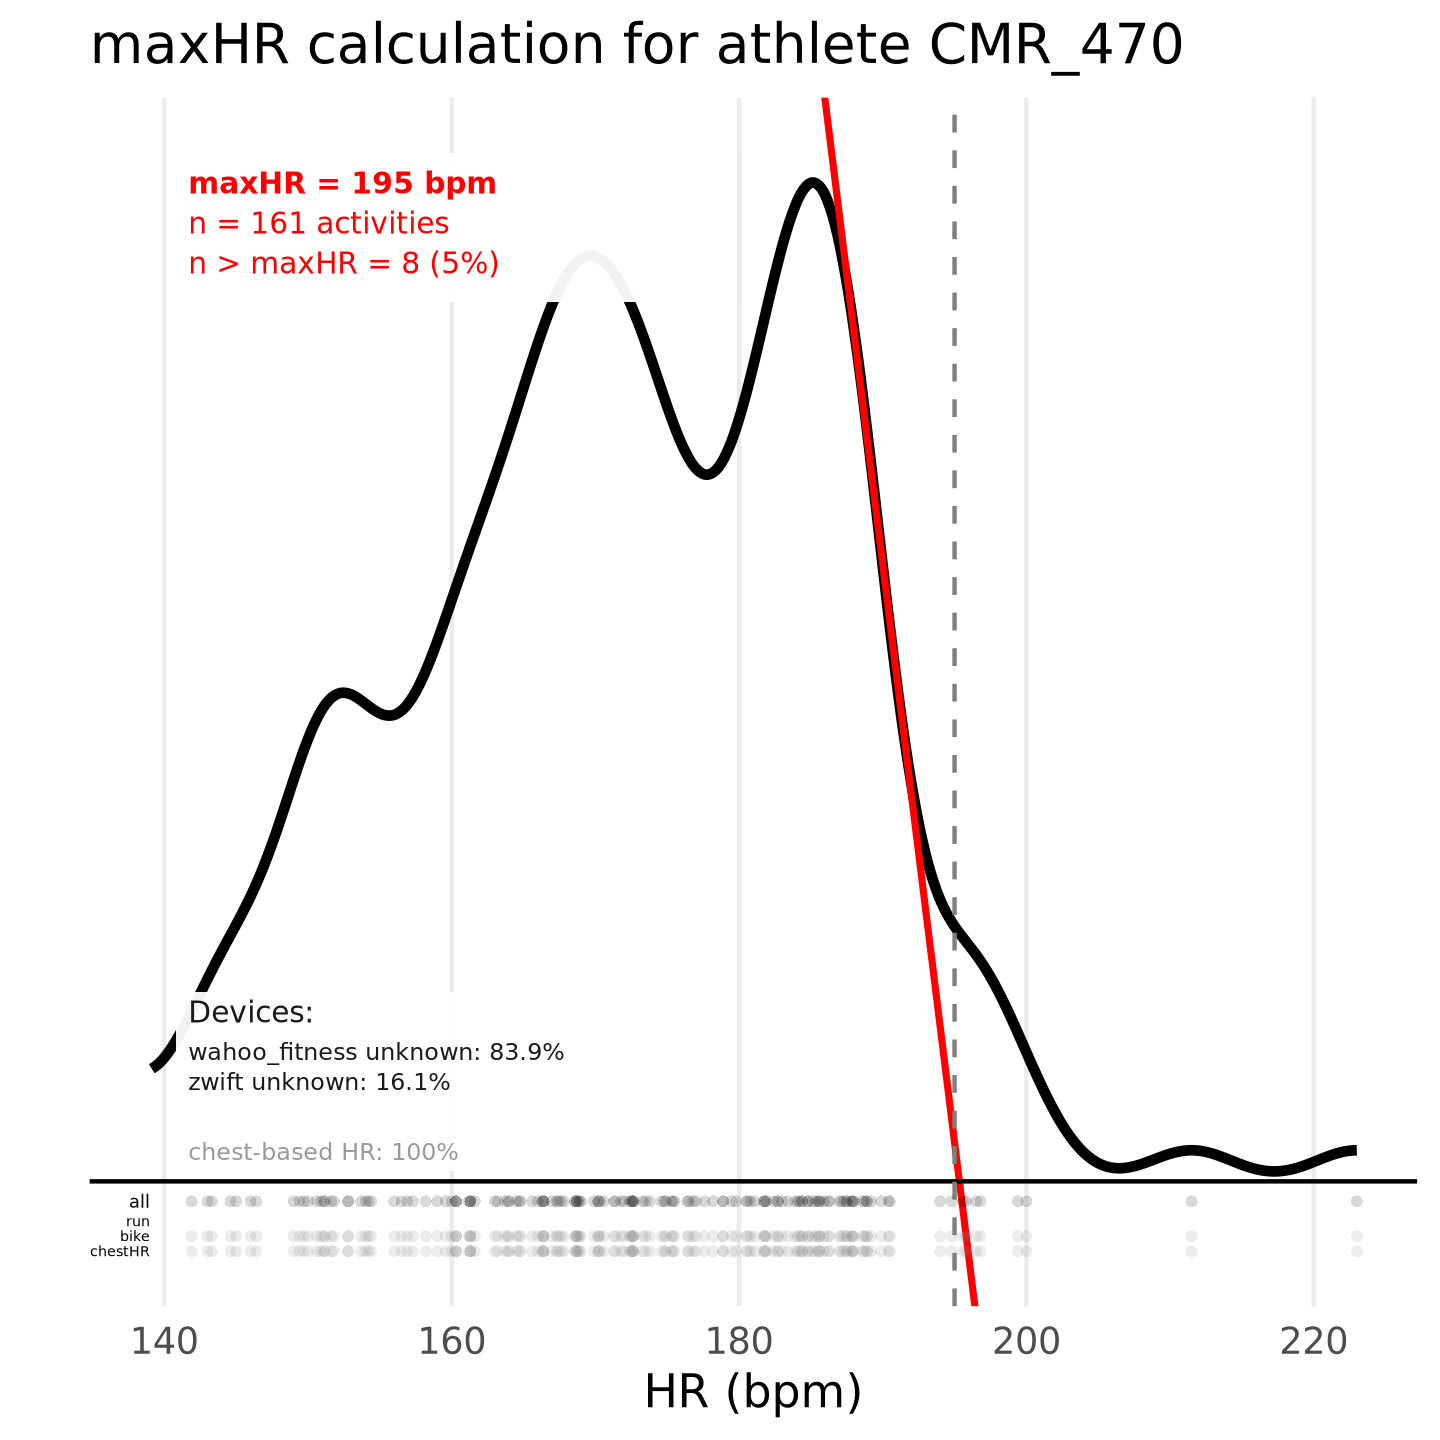 maxHR calculation for athlete CMR_470
maxHR = 195 bpm
n = 161 activities
n > maxHR = 8 (5%)
Devices:
wahoo_fitness unknown: 83.9%
zwift unknown: 16.1%
chest-based HR: 100%
all
run
bike
chestHR
140 160 180 200 220
HR (bpm)